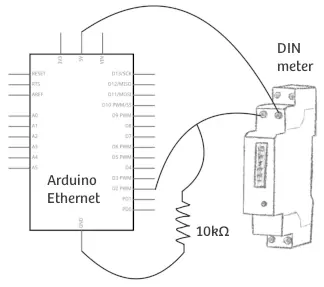 3V3
5V
VIN
DIN
meter
RESET
RTS
AREF
A0
A1
A2
A3
A4
A5
D13/SCK
D12/MISO
D11/MOSI
D10 PWM/SS
D9 PWM
D8
D7
D6 PWM
D5 PWM
D4
D3 PWM
D2 PWM
RD1
RD0
Arduino
Ethernet
GND
10kΩ